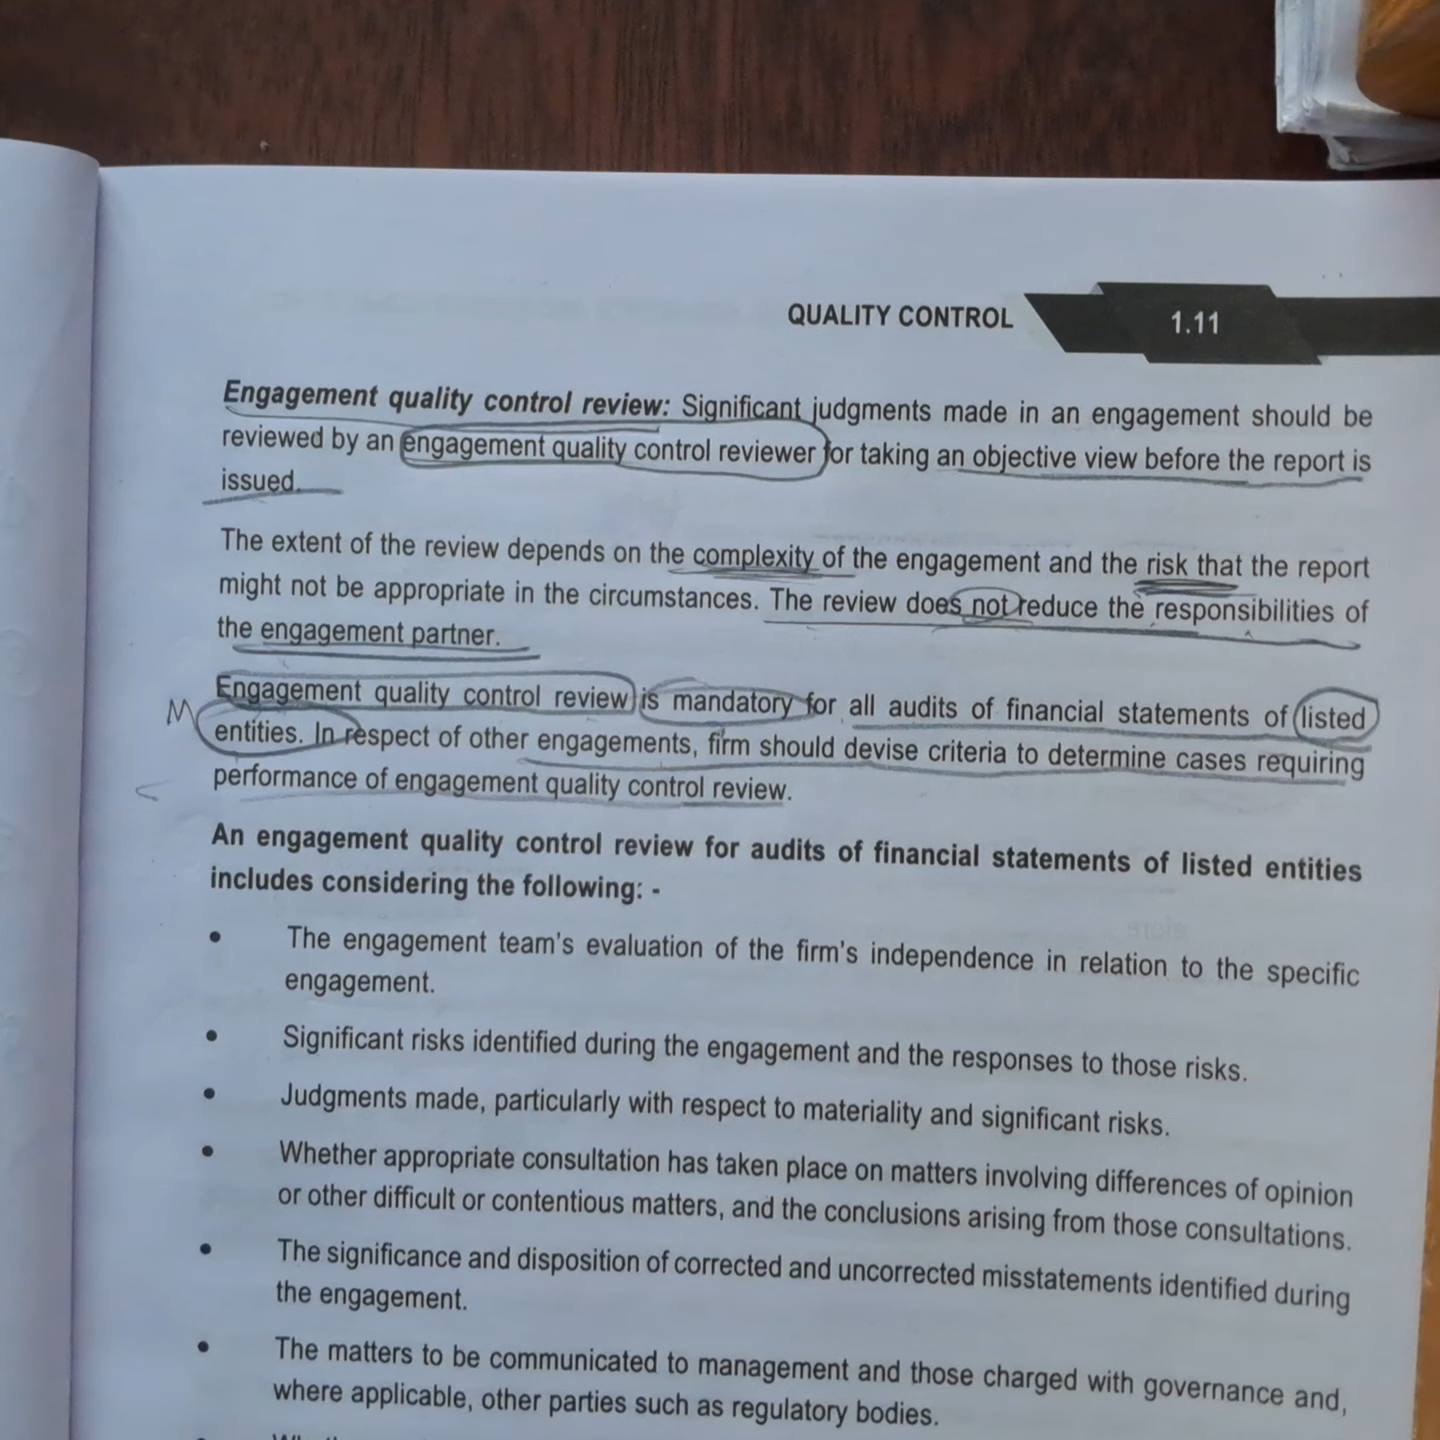 QUALITY CONTROL 1.11
Engagement quality control review: Significant judgments made in an engagement should be
reviewed by an engagement quality control reviewer for taking an objective view before the report is
issued.
The extent of the review depends on the complexity of the engagement and the risk that the report
might not be appropriate in the circumstances. The review does not reduce the responsibilities of
the engagement partner.
M
Engagement quality control review is mandatory for all audits of financial statements of listed
entities. In respect of other engagements, firm should devise criteria to determine cases requiring
performance of engagement quality control review.
An engagement quality control review for audits of financial statements of listed entities
includes considering the following: -
• The engagement team's evaluation of the firm's independence in relation to the specific
engagement.
• Significant risks identified during the engagement and the responses to those risks.
• Judgments made, particularly with respect to materiality and significant risks.
• Whether appropriate consultation has taken place on matters involving differences of opinion
or other difficult or contentious matters, and the conclusions arising from those consultations.
• The significance and disposition of corrected and uncorrected misstatements identified during
the engagement.
• The matters to be communicated to management and those charged with governance and,
where applicable, other parties such as regulatory bodies.